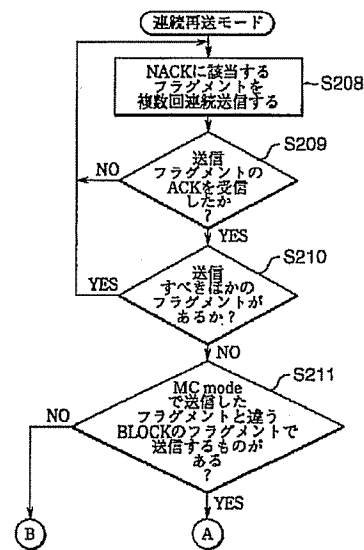 連続再送モード
NACKに該当する
フラグメントを
複数回連続送信する
S208
送信
フラグメントの
ACKを受信
したか
?
S209
NO
YES
送信
すべきほかの
フラグメントが
あるか?
S210
YES
NO
MC mode
で送信した
フラグメントと違う
BLOCKのフラグメントで
送信するものが
ある
?
S211
NO
YES
B
A